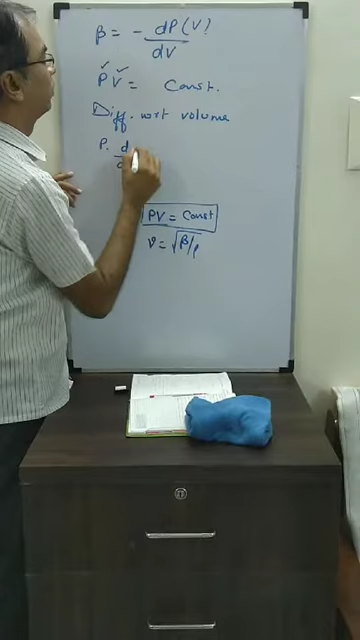 β = - dP(V) / dV
PV = Const.
Diff. wrt volume
P. d
PV = Const
v = √β/ρ